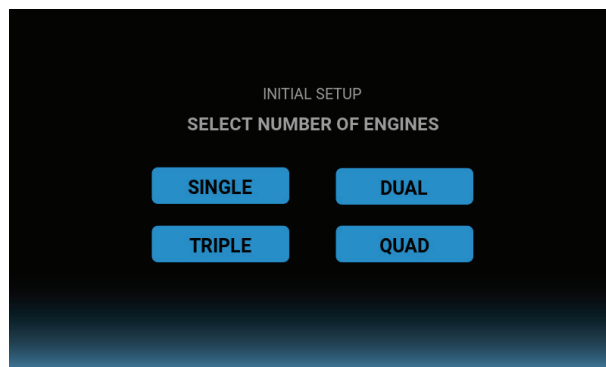 INITIAL SETUP
SELECT NUMBER OF ENGINES
SINGLE DUAL
TRIPLE QUAD